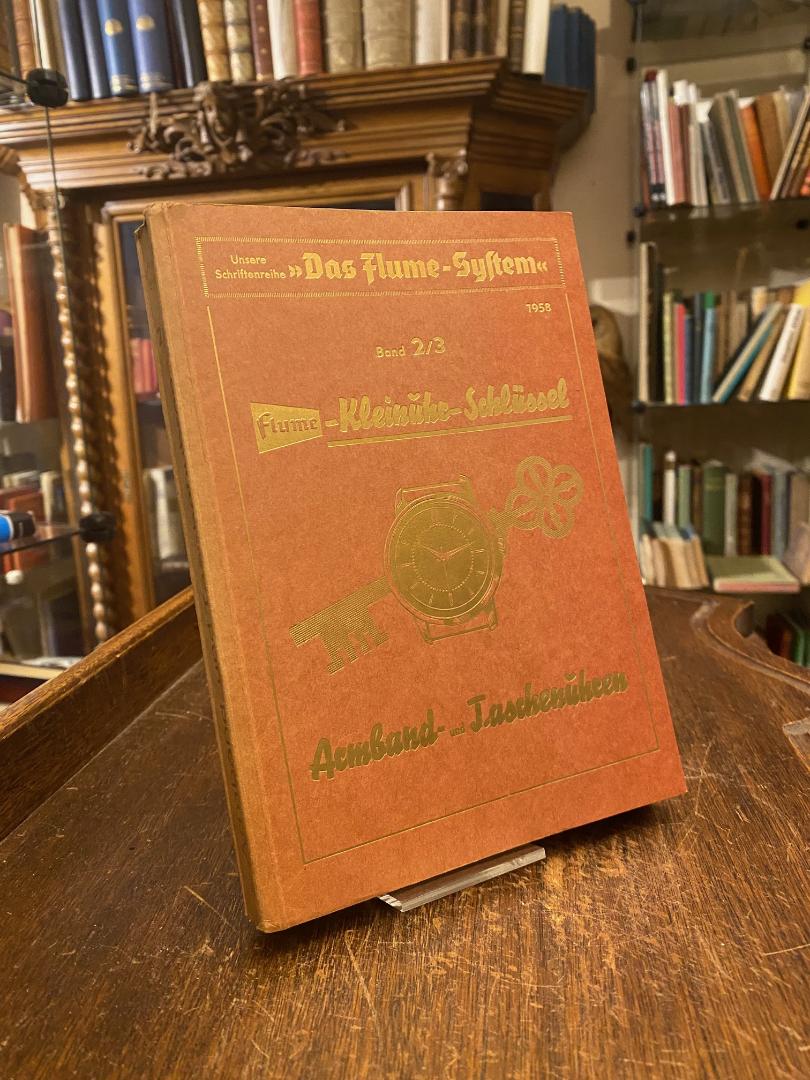 Unsere
Schriftenreihe »Das Flume-System«
1958
Band 2/3
Flume-Kleinuhr-Schlüssel
Armband- und Taschenuhren